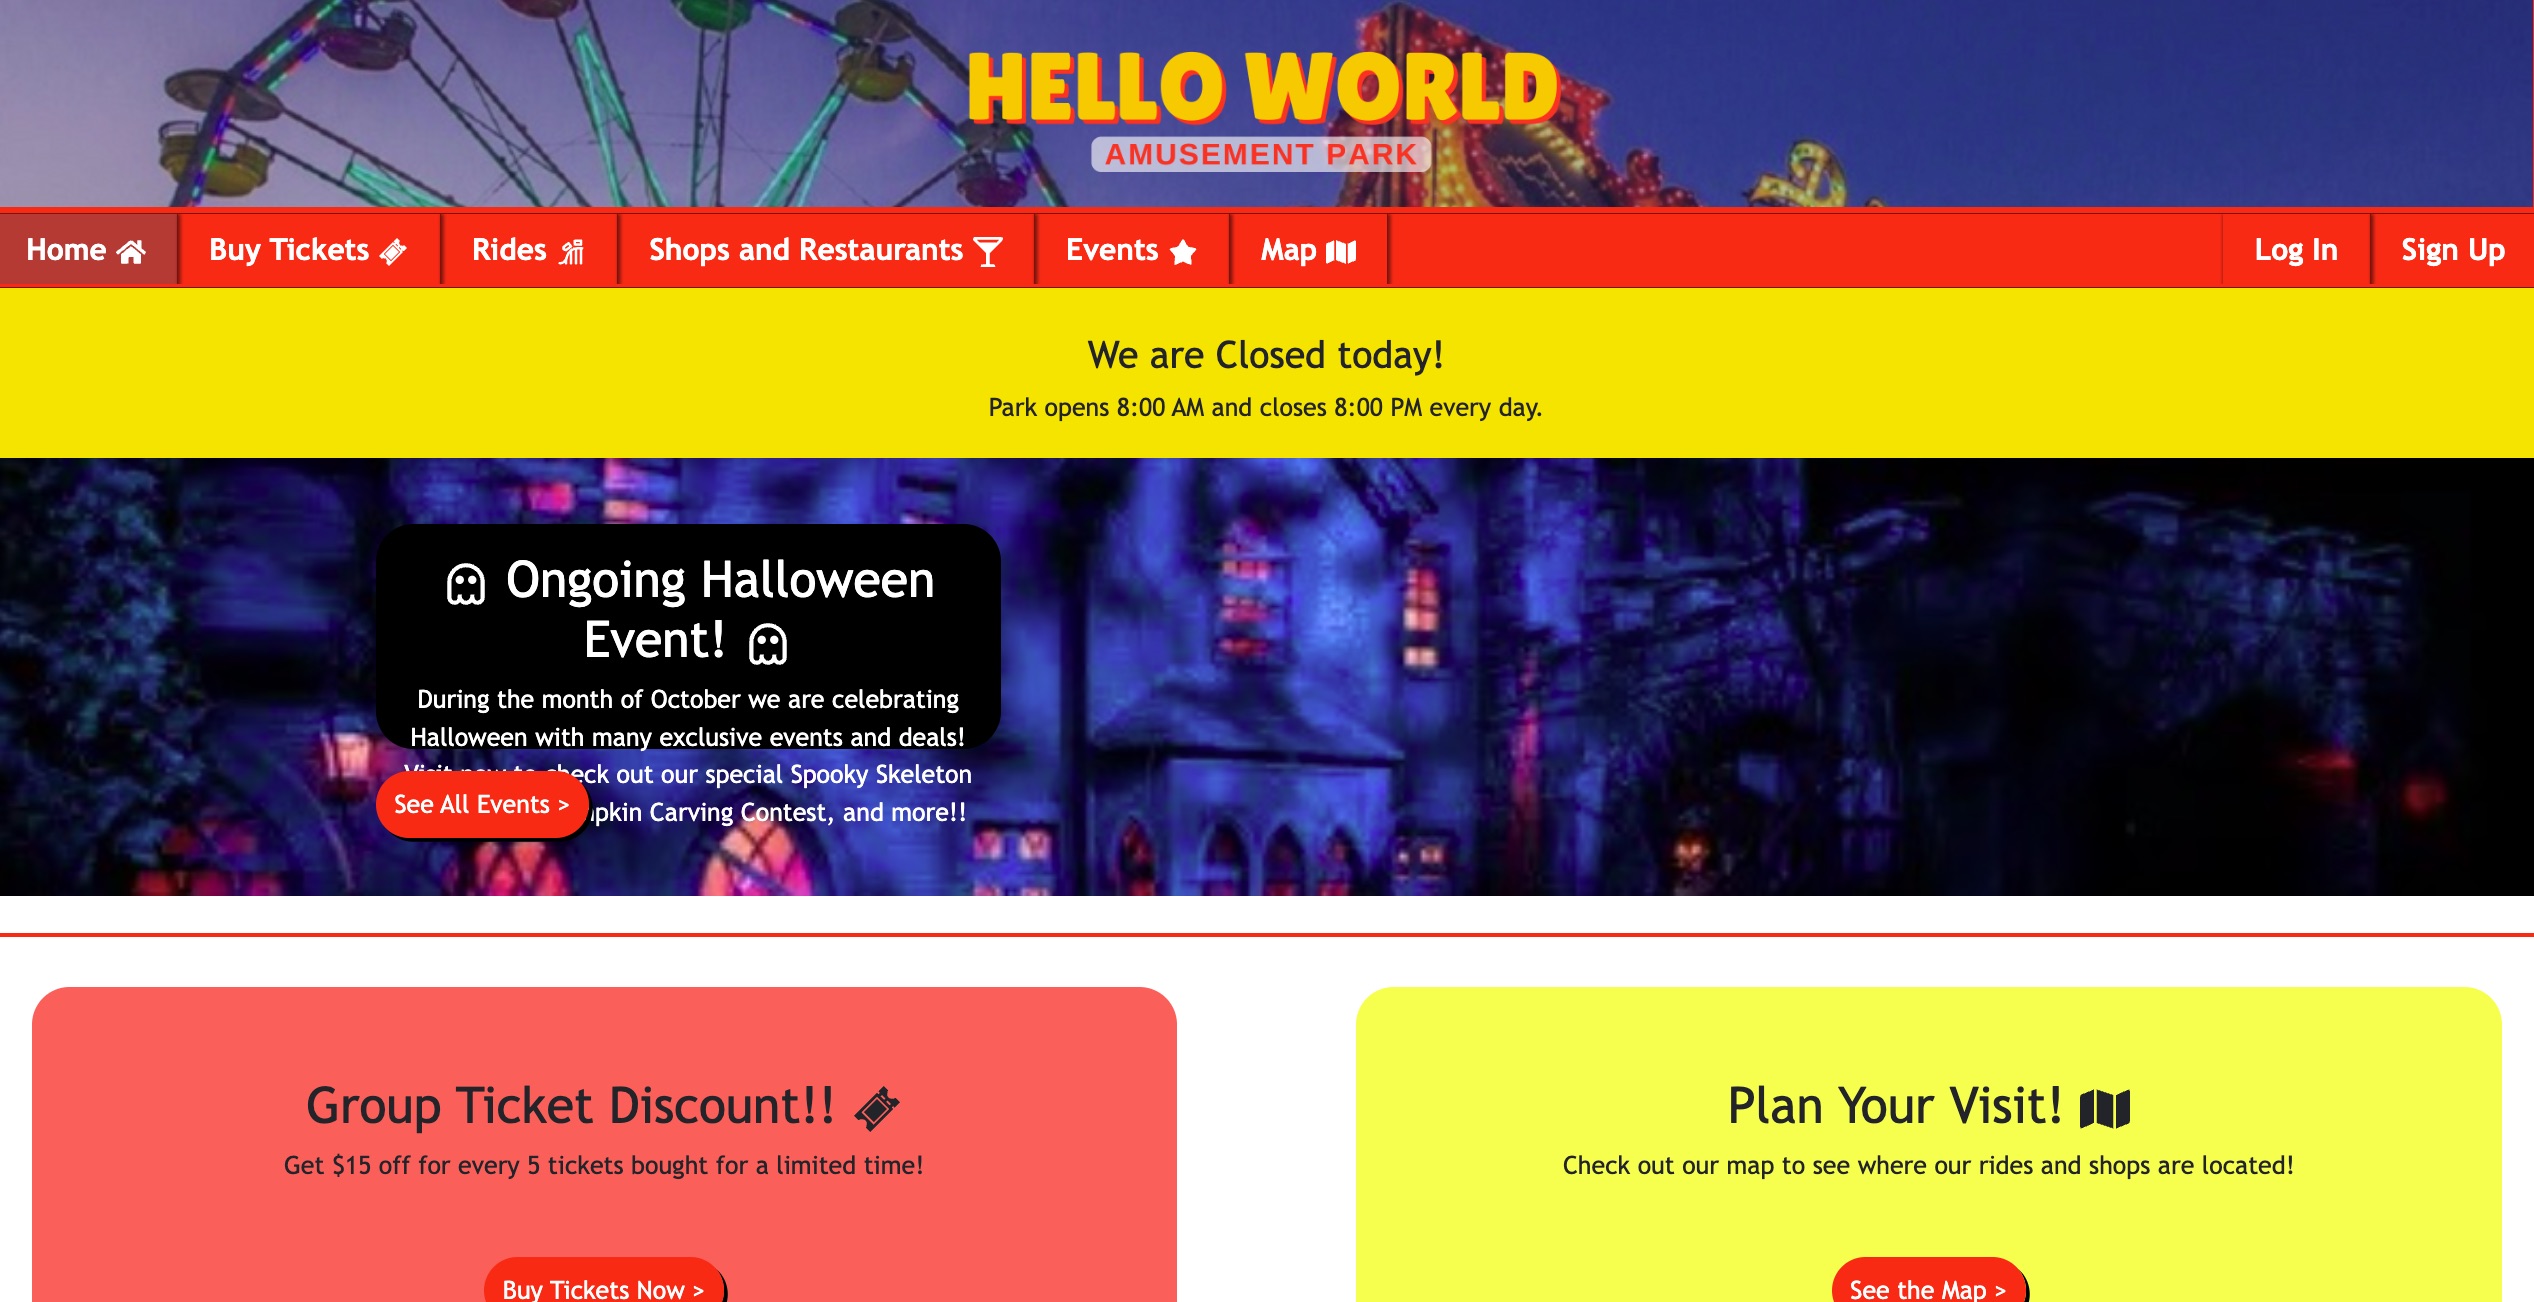 HELLO WORLD
AMUSEMENT PARK
Home
Buy Tickets
Rides
Shops and Restaurants
Events
Map
Log In
Sign Up
We are Closed today!
Park opens 8:00 AM and closes 8:00 PM every day.
Ongoing Halloween
Event!
During the month of October we are celebrating
Halloween with many exclusive events and deals!
check out our special Spooky Skeleton
Carving Contest, and more!!
See All Events >
Group Ticket Discount!!
Get $15 off for every 5 tickets bought for a limited time!
Buy Tickets Now >
Plan Your Visit!
Check out our map to see where our rides and shops are located!
See the Map >